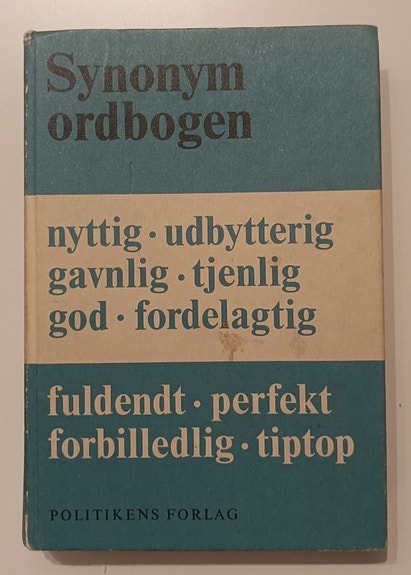 Synonym
ordbogen
nyttig · udbytterig
gavnlig · tjenlig
god · fordelagtig
fuldendt · perfekt
forbilledlig · tiptop
POLITIKENS FORLAG